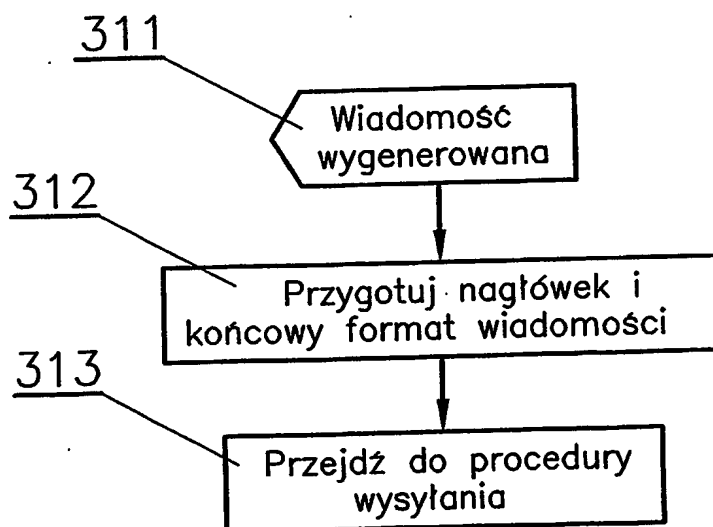 311
Wiadomość
wygenerowana
312
Przygotuj nagłówek i
końcowy format wiadomości
313
Przejdź do procedury
wysyłania